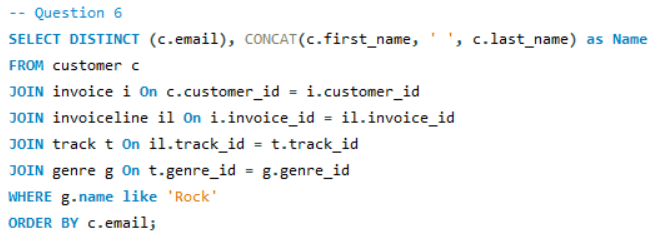 -- Question 6
SELECT DISTINCT (c.email), CONCAT(c.first_name, ' ', c.last_name) as Name
FROM customer c
JOIN invoice i On c.customer_id = i.customer_id
JOIN invoiceline il On i.invoice_id = il.invoice_id
JOIN track t On il.track_id = t.track_id
JOIN genre g On t.genre_id = g.genre_id
WHERE g.name like 'Rock'
ORDER BY c.email;